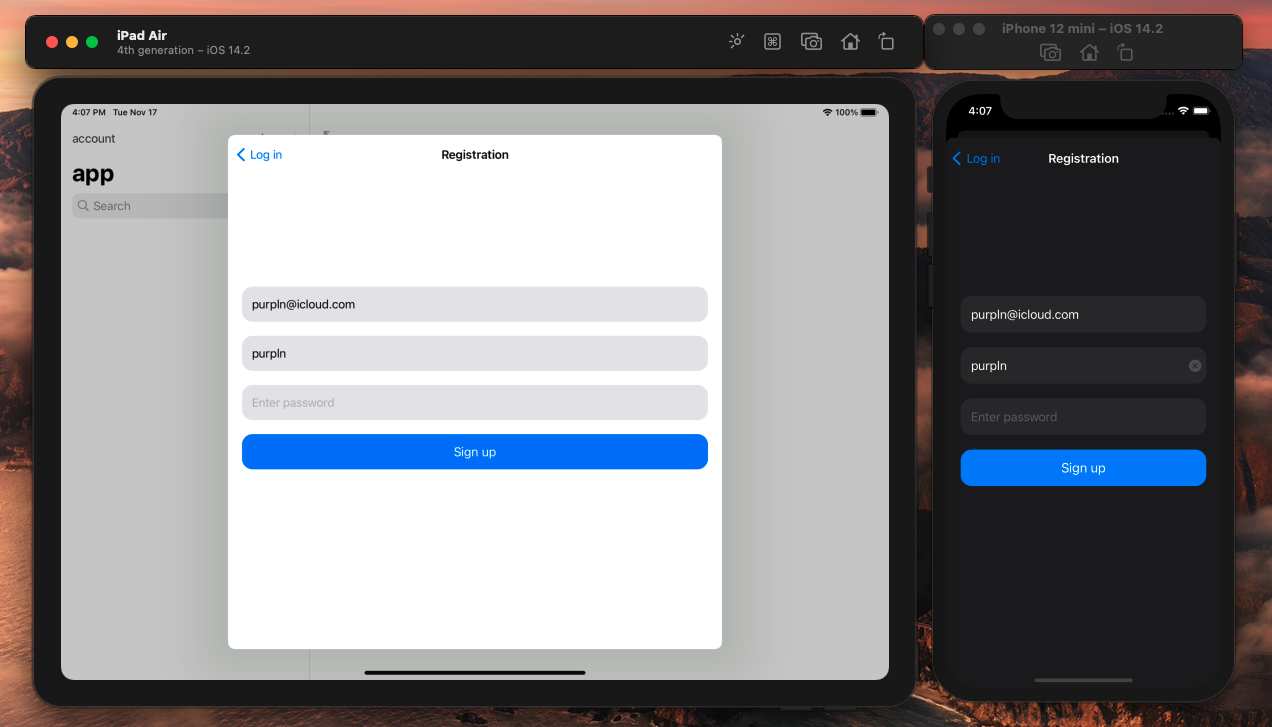 iPad Air
4th generation – iOS 14.2
4:07 PM Tue Nov 17
100%
account
app
Search
Log in
Registration
purpln@icloud.com
purpln
Enter password
Sign up
iPhone 12 mini – iOS 14.2
4:07
Log in
Registration
purpln@icloud.com
purpln
Enter password
Sign up